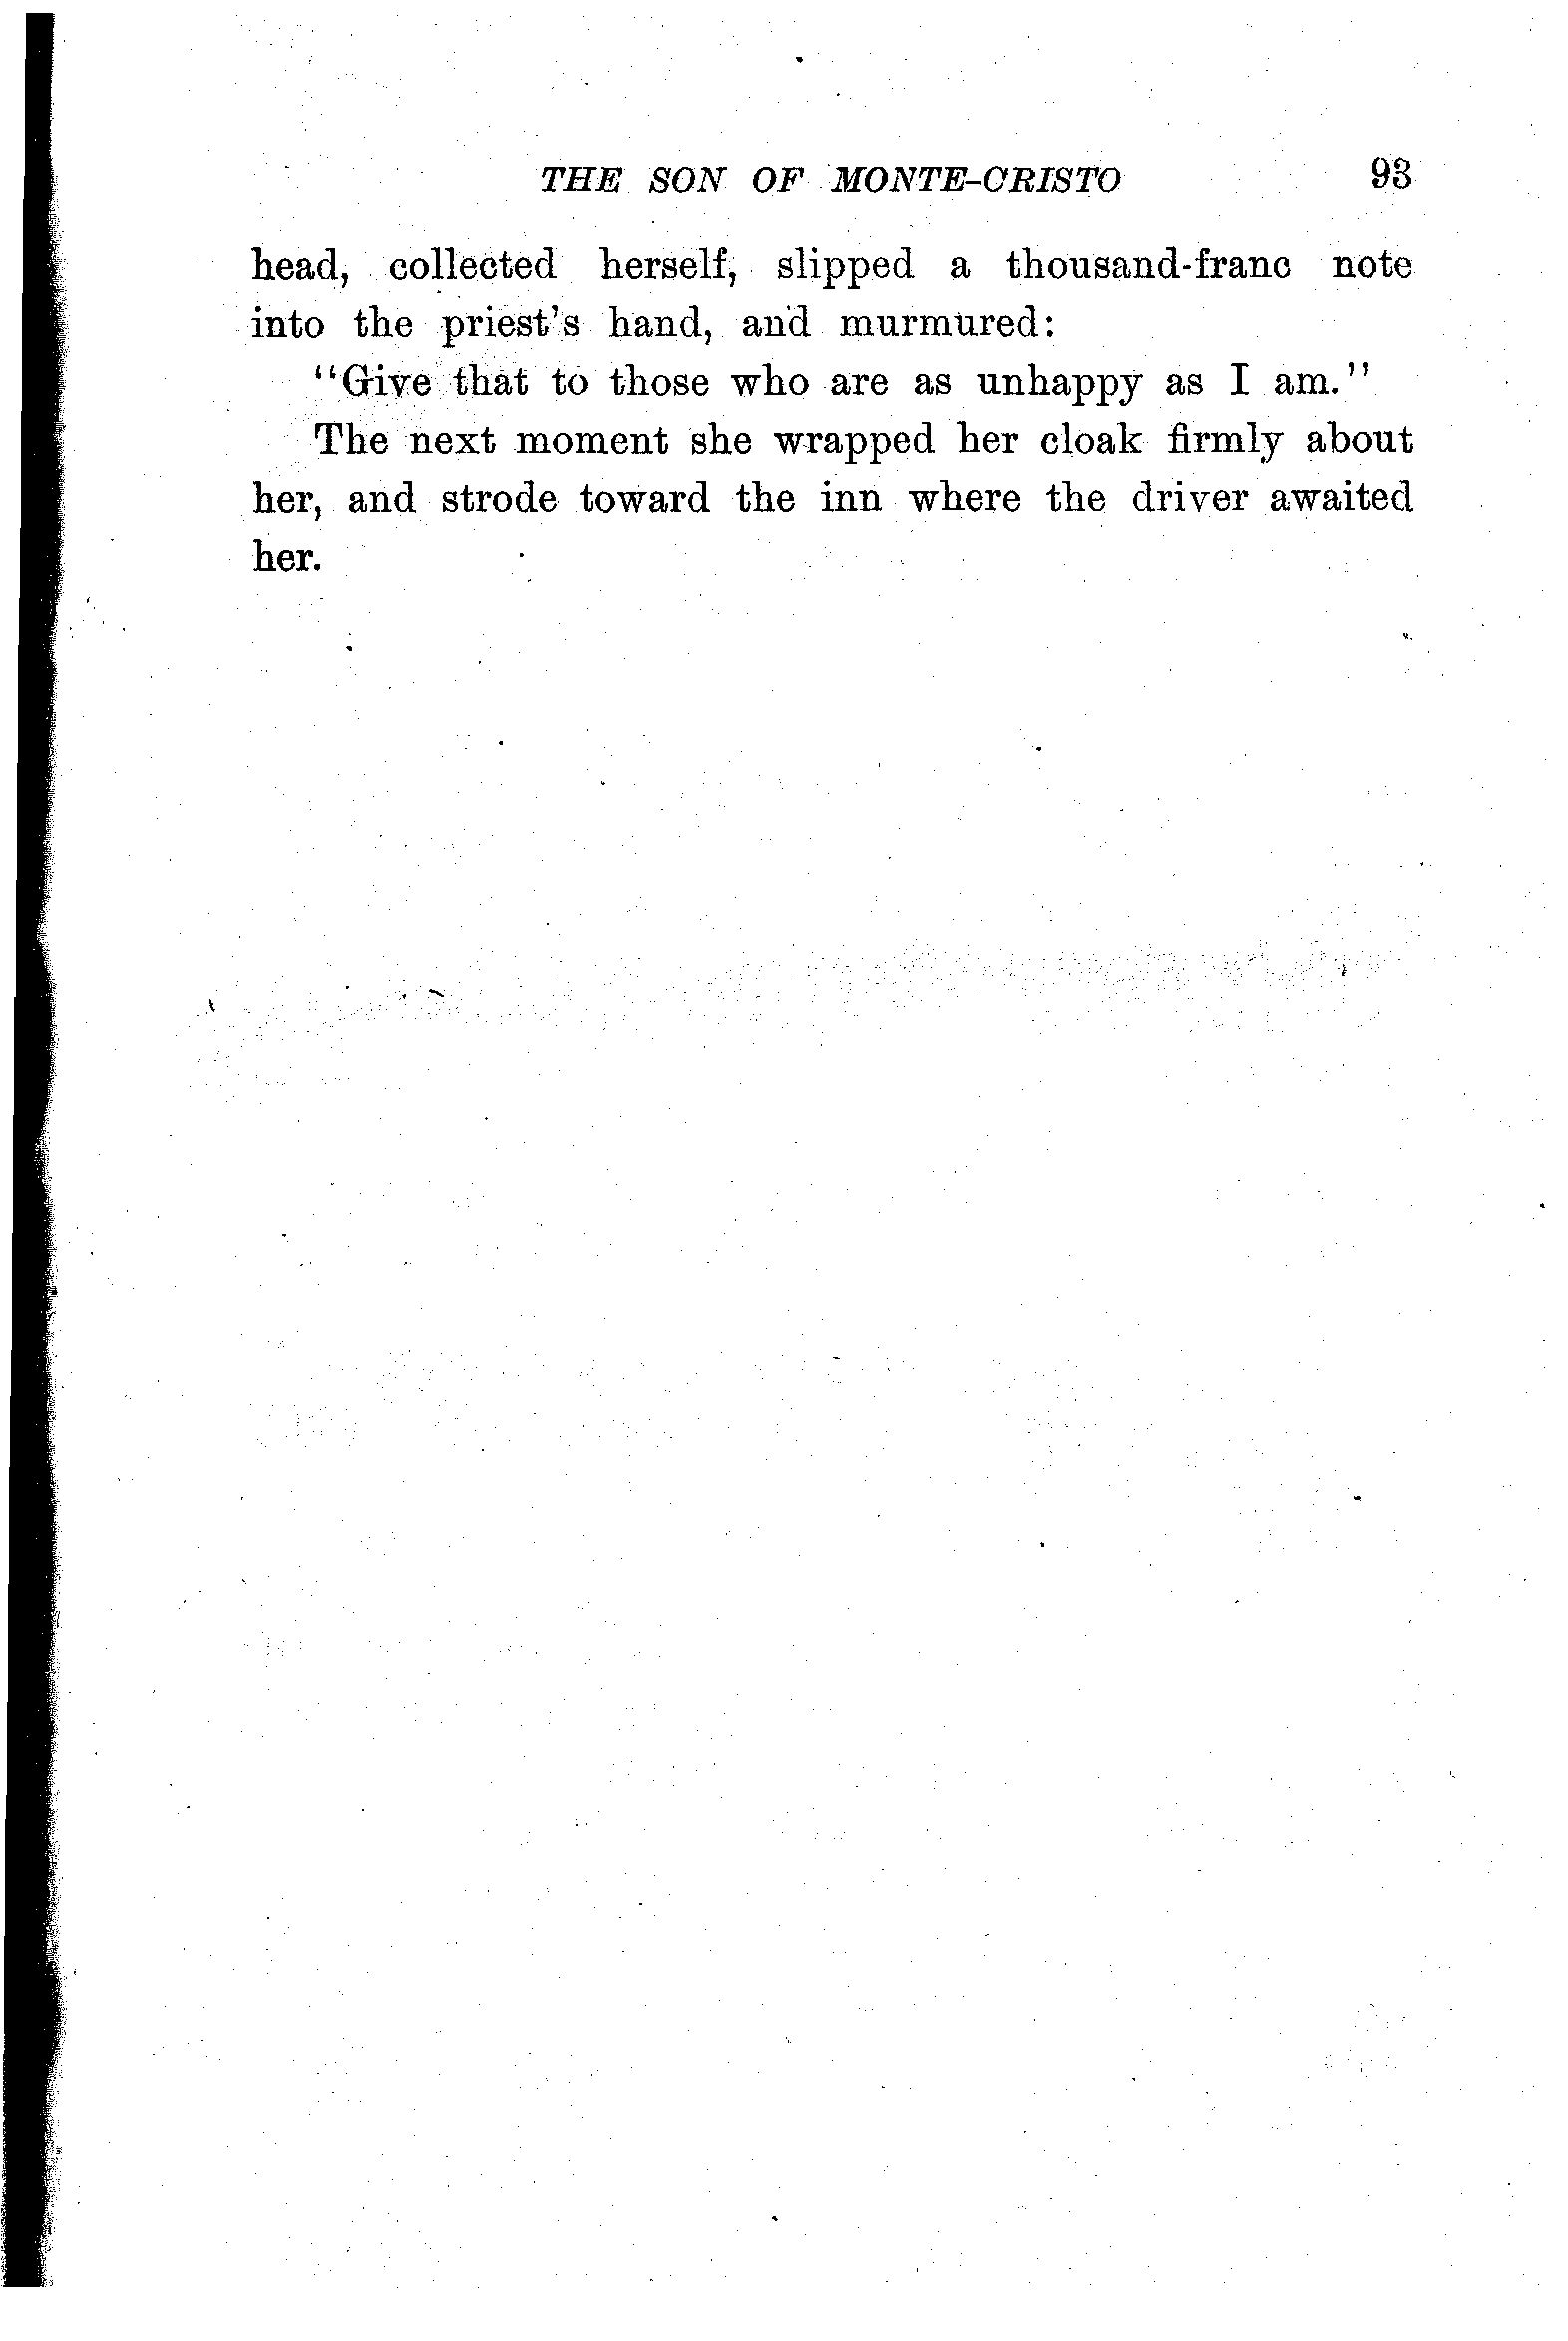 THE SON OF MONTE-CRISTO 93
head, collected herself, slipped a thousand-franc note
into the priest's hand, and murmured:
"Give that to those who are as unhappy as I am."
The next moment she wrapped her cloak firmly about
her, and strode toward the inn where the driver awaited
her.